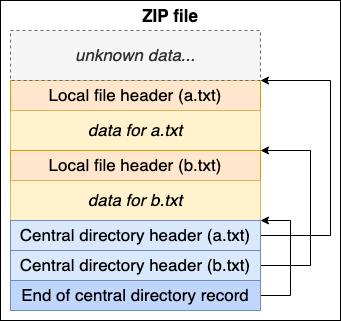 ZIP file
unknown data...
Local file header (a.txt)
data for a.txt
Local file header (b.txt)
data for b.txt
Central directory header (a.txt)
Central directory header (b.txt)
End of central directory record